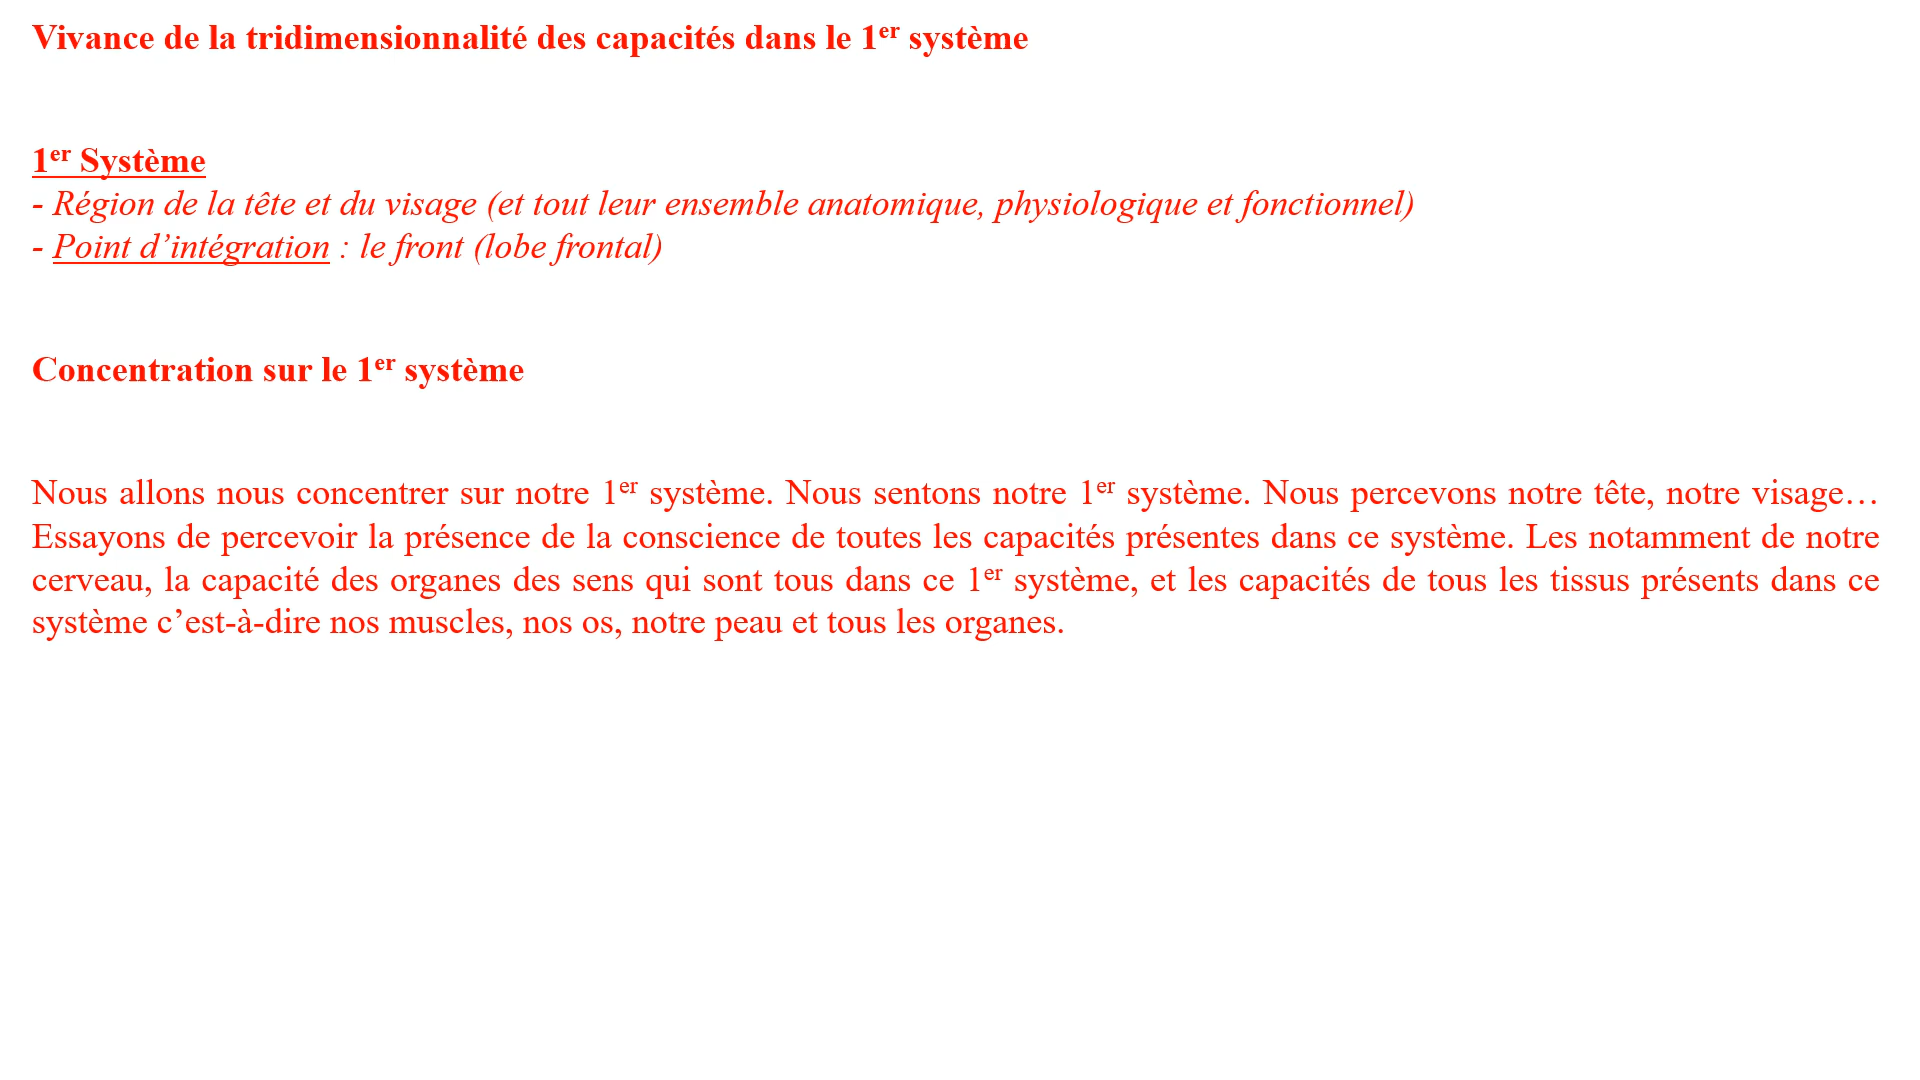 Vivance de la tridimensionnalité des capacités dans le 1er système
1er Système
- Région de la tête et du visage (et tout leur ensemble anatomique, physiologique et fonctionnel)
- Point d’intégration : le front (lobe frontal)
Concentration sur le 1er système
Nous allons nous concentrer sur notre 1er système. Nous sentons notre 1er système. Nous percevons notre tête, notre visage…
Essayons de percevoir la présence de la conscience de toutes les capacités présentes dans ce système. Les notamment de notre
cerveau, la capacité des organes des sens qui sont tous dans ce 1er système, et les capacités de tous les tissus présents dans ce
système c’est-à-dire nos muscles, nos os, notre peau et tous les organes.